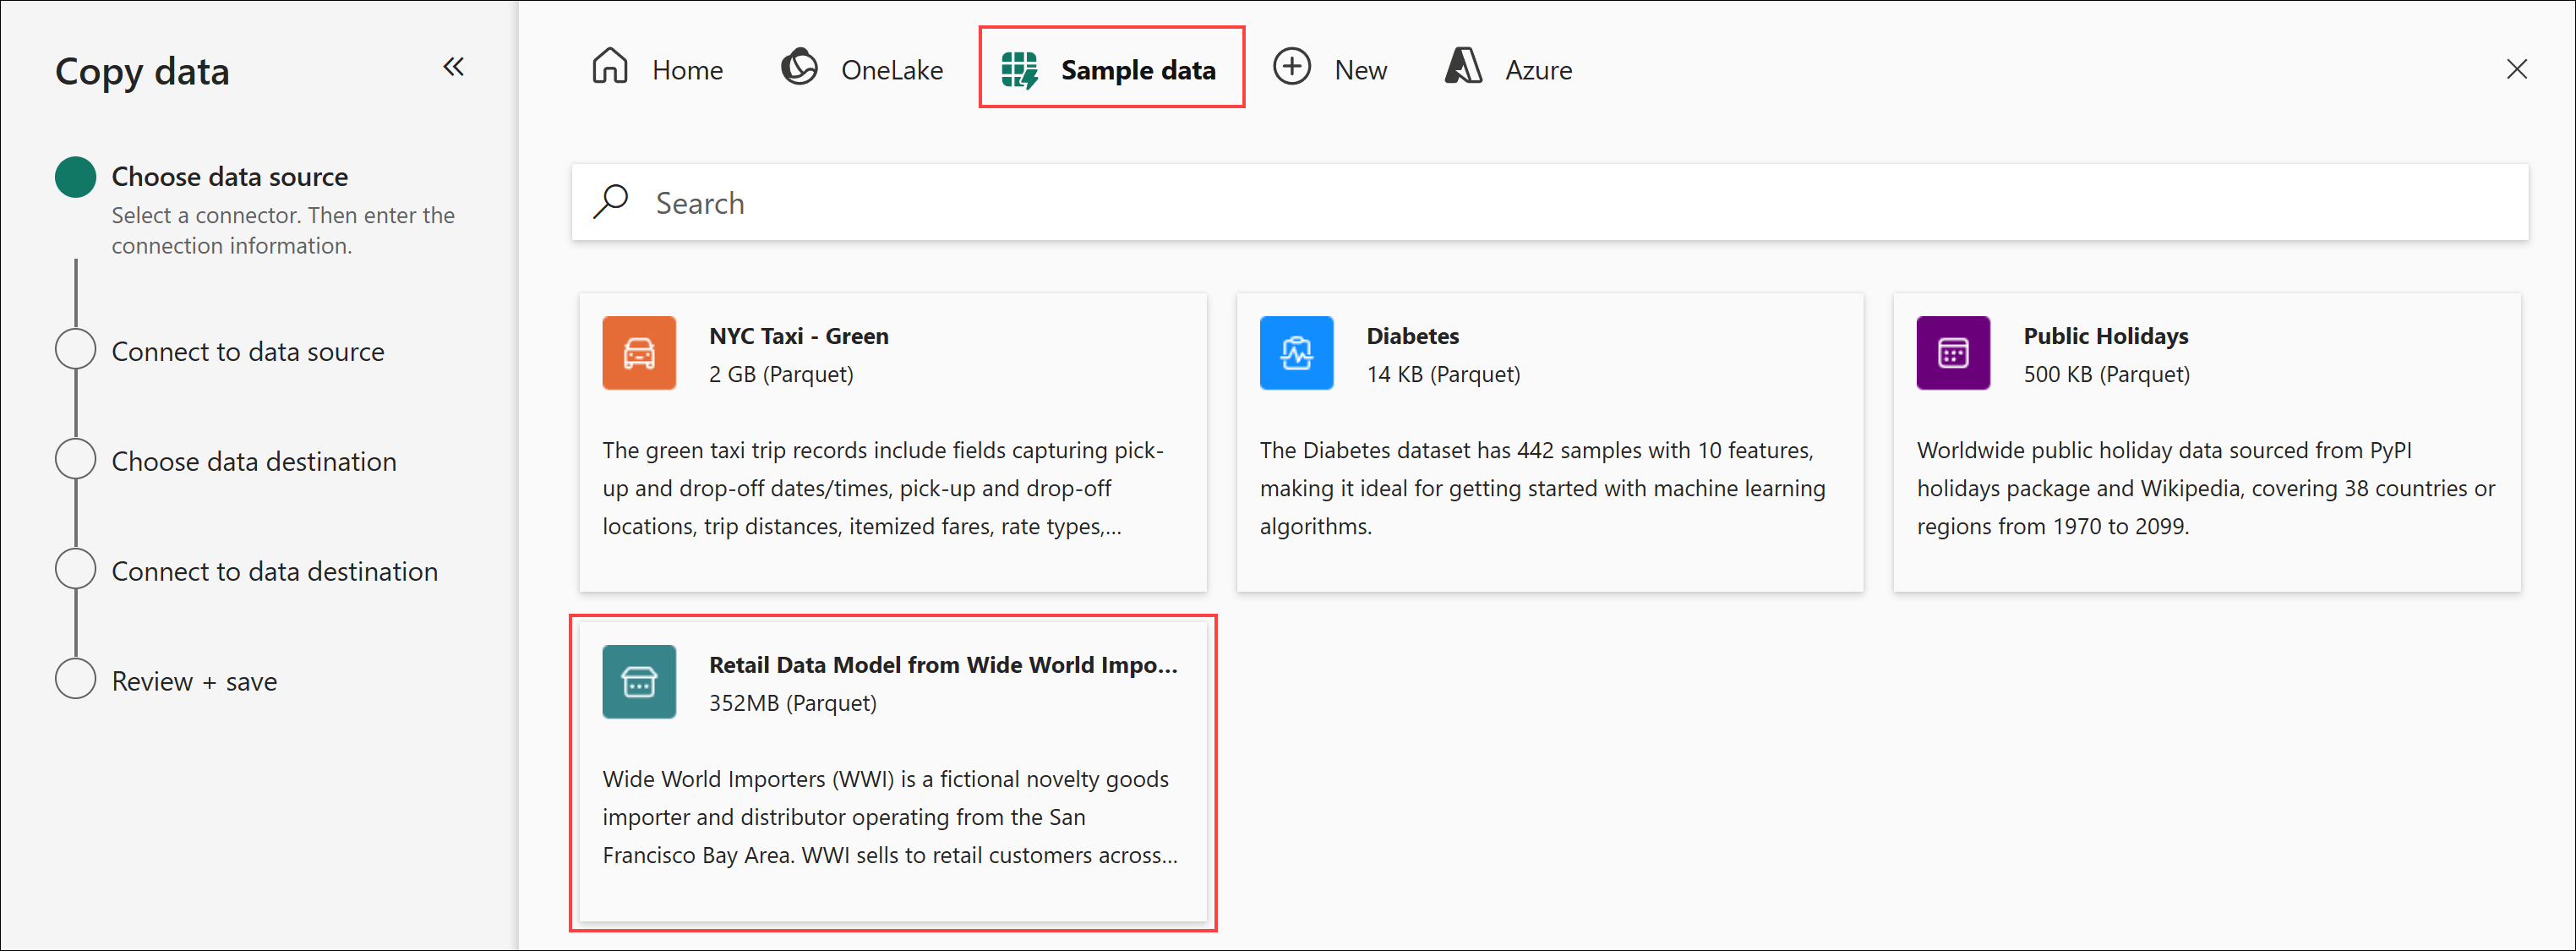 Copy data
Choose data source
Select a connector. Then enter the
connection information.
Connect to data source
Choose data destination
Connect to data destination
Review + save
Home
OneLake
Sample data
New
Azure
Search
NYC Taxi - Green
2 GB (Parquet)
The green taxi trip records include fields capturing pick-
up and drop-off dates/times, pick-up and drop-off
locations, trip distances, itemized fares, rate types,...
Diabetes
14 KB (Parquet)
The Diabetes dataset has 442 samples with 10 features,
making it ideal for getting started with machine learning
algorithms.
Public Holidays
500 KB (Parquet)
Worldwide public holiday data sourced from PyPI
holidays package and Wikipedia, covering 38 countries or
regions from 1970 to 2099.
Retail Data Model from Wide World Impo...
352MB (Parquet)
Wide World Importers (WWI) is a fictional novelty goods
importer and distributor operating from the San
Francisco Bay Area. WWI sells to retail customers across...